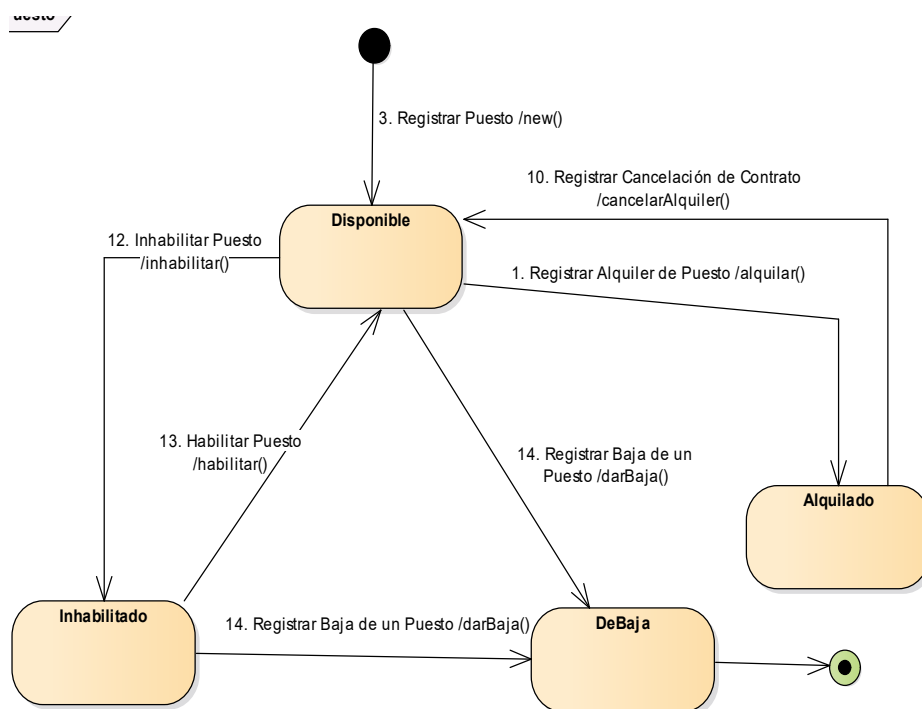 3. Registrar Puesto /new()
10. Registrar Cancelación de Contrato
/cancelarAlquiler()
Disponible
12. Inhabilitar Puesto
/inhabilitar()
1. Registrar Alquiler de Puesto /alquilar()
13. Habilitar Puesto
/habilitar()
14. Registrar Baja de un
Puesto /darBaja()
Alquilado
Inhabilitado
14. Registrar Baja de un Puesto /darBaja()
DeBaja